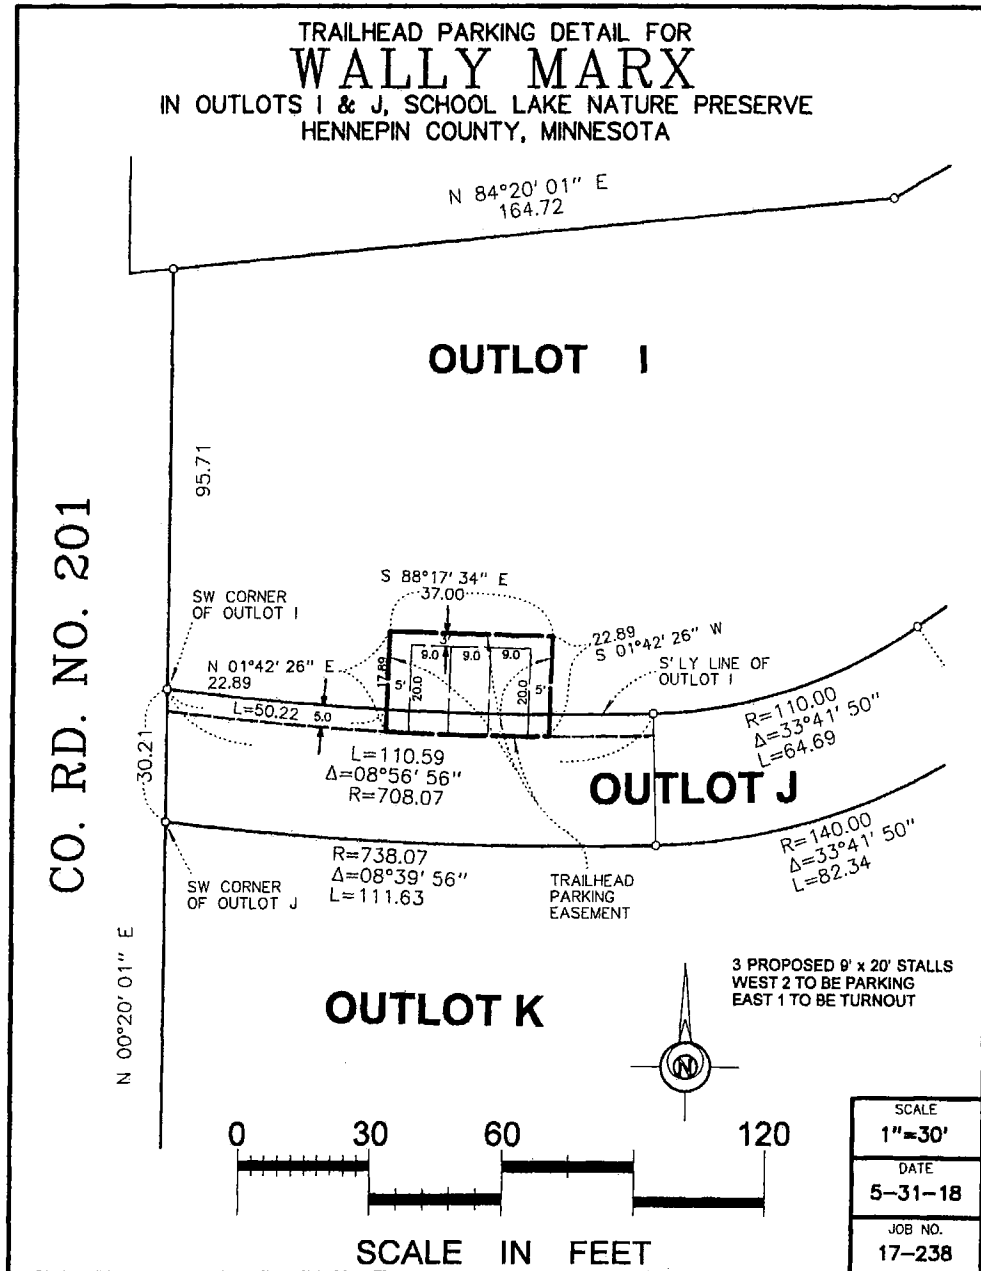 TRAILHEAD PARKING DETAIL FOR
WALLY MARX
IN OUTLOTS I & J, SCHOOL LAKE NATURE PRESERVE
HENNEPIN COUNTY, MINNESOTA
N 84°20' 01" E
164.72
OUTLOT I
95.71
CO. RD. NO. 201
S 88°17' 34" E
37.00
SW CORNER
OF OUTLOT I
3'
9.0
9.0
9.0
22.89
S 01°42' 26" W
N 01°42' 26" E
22.89
17.89
5'
20.0
20.0
5'
S'LY LINE OF
OUTLOT I
L=50.22
5.0
R=110.00
Δ=33°41' 50"
L=64.69
30.21
L=110.59
Δ=08°56' 56"
R=708.07
OUTLOT J
R=738.07
Δ=08°39' 56"
L=111.63
R=140.00
Δ=33°41' 50"
L=82.34
SW CORNER
OF OUTLOT J
TRAILHEAD
PARKING
EASEMENT
N 00°20' 01" E
3 PROPOSED 9' x 20' STALLS
WEST 2 TO BE PARKING
EAST 1 TO BE TURNOUT
OUTLOT K
N
0 30 60 120
SCALE IN FEET
SCALE
1"=30'
DATE
5-31-18
JOB NO.
17-238